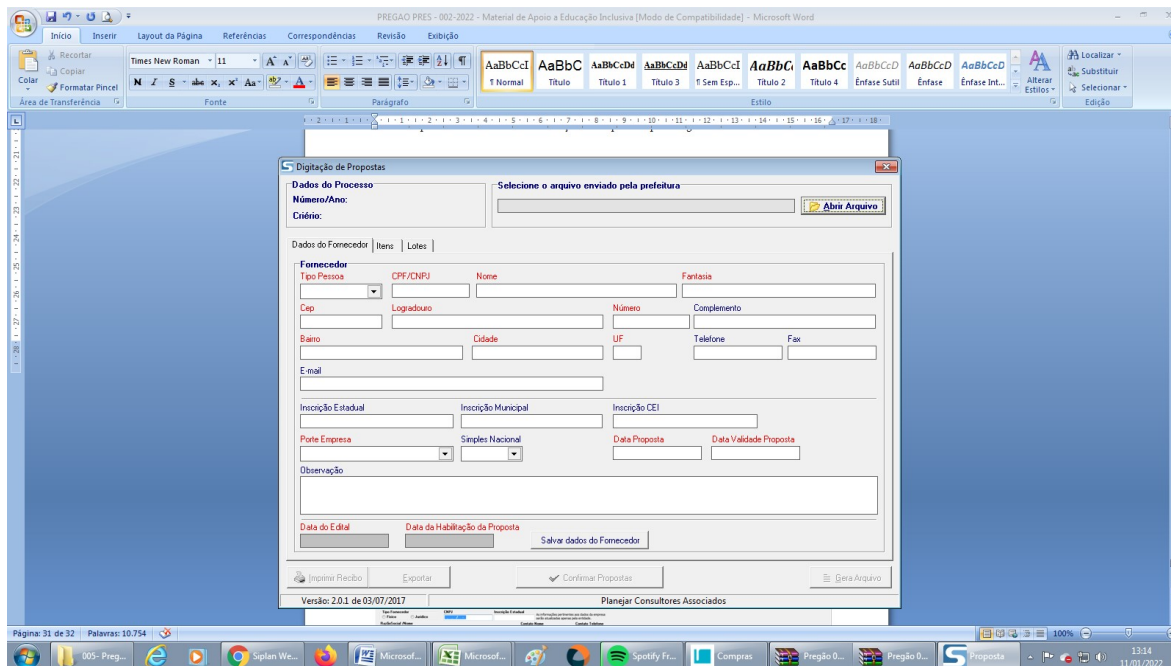 PREGAO PRES - 002-2022 - Material de Apoio a Educação Inclusiva [Modo de Compatibilidade] - Microsoft Word
Início Inserir Layout da Página Referências Correspondências Revisão Exibição
Recortar
Copiar
Formatar Pincel
Colar
Área de Transferência
Times New Roman 11
N I S abc x, x² Aa
Fonte
Parágrafo
AaBbCcI AaBbC AaBbCcDd AaBbCcDd AaBbCcI AaBbC AaBbCc AaBbCcD AaBbCcD AaBbCcD
¶ Normal Título Título 1 Título 3 ¶ Sem Esp... Título 2 Título 4 Ênfase Sutil Ênfase Ênfase Int...
Estilo
Alterar Estilos
Localizar
Substituir
Selecionar
Edição
Digitação de Propostas
Dados do Processo
Número/Ano:
Criério:
Selecione o arquivo enviado pela prefeitura
Abrir Arquivo
Dados do Fornecedor Itens Lotes
Fornecedor
Tipo Pessoa CPF/CNPJ Nome Fantasia
Cep Logradouro Número Complemento
Bairro Cidade UF Telefone Fax
E-mail
Inscrição Estadual Inscrição Municipal Inscrição CEI
Porte Empresa Simples Nacional Data Proposta Data Validade Proposta
Observação
Data do Edital Data da Habilitação da Proposta
Salvar dados do Fornecedor
Imprimir Recibo Exportar Confirmar Propostas Gera Arquivo
Versão: 2.0.1 de 03/07/2017 Planejar Consultores Associados
Página: 31 de 32 Palavras: 10.754 100%
005- Preg... Siplan We... Microsof... Microsof... Spotify Fr... Compras Pregão 0... Pregão 0... Proposta
13:14